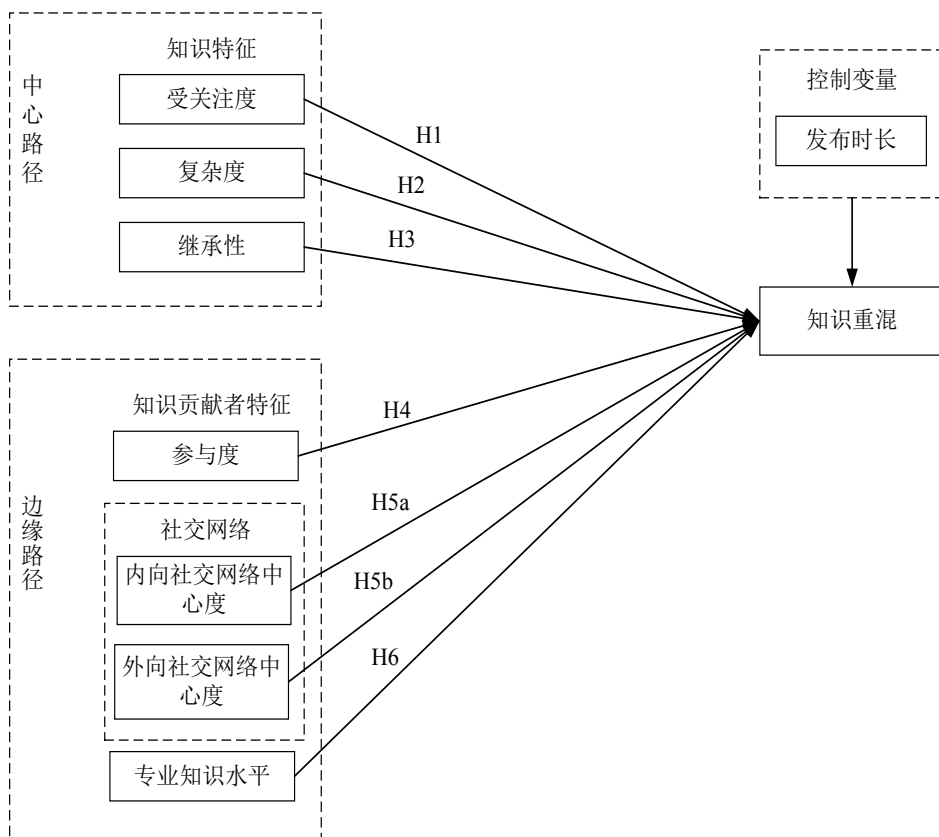 中心路径
知识特征
受关注度
复杂度
继承性
H1
H2
H3
控制变量
发布时长
知识重混
边缘路径
知识贡献者特征
参与度
社交网络
内向社交网络中
心度
外向社交网络中
心度
专业知识水平
H4
H5a
H5b
H6